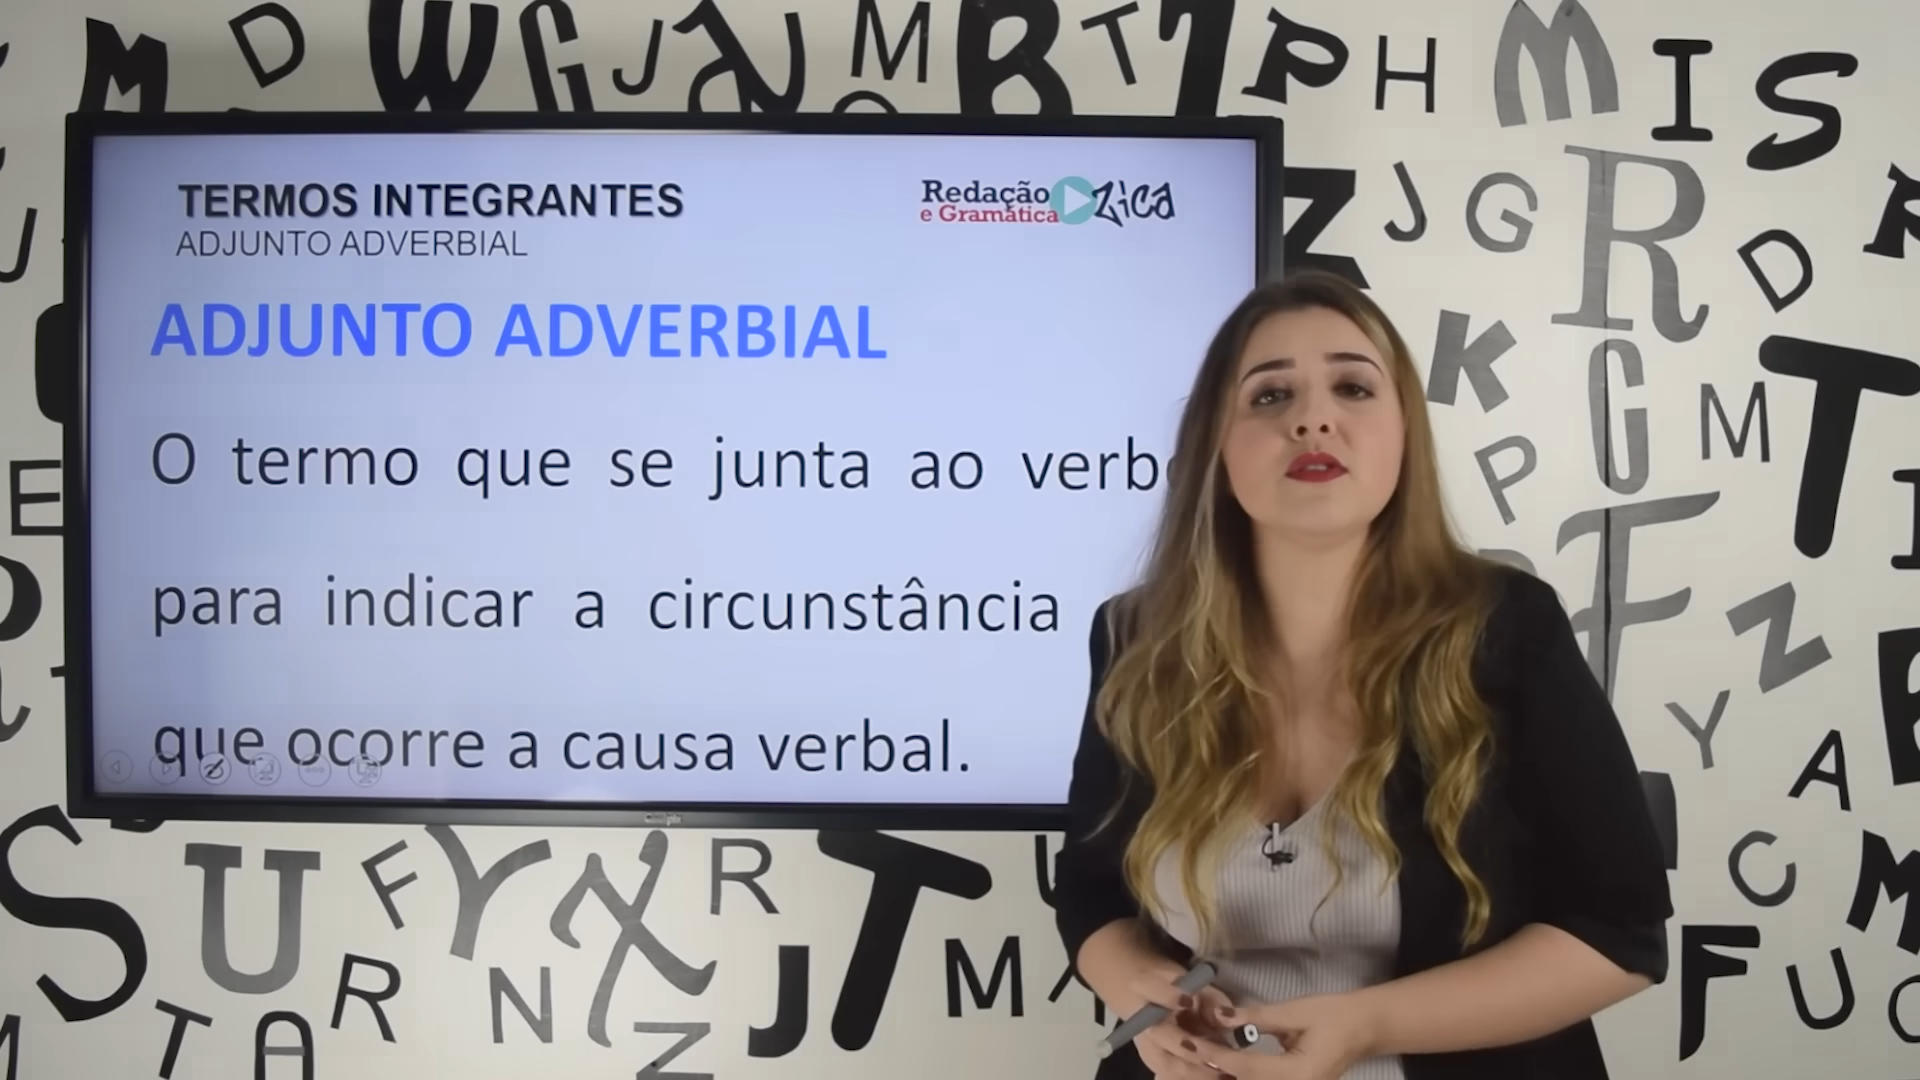 TERMOS INTEGRANTES
ADJUNTO ADVERBIAL
Redação
e Gramática
Zica
ADJUNTO ADVERBIAL
O termo que se junta ao verbo
para indicar a circunstância
que ocorre a causa verbal.